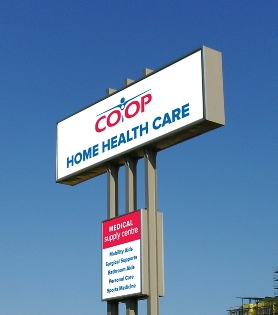 CO-OP
HOME HEALTH CARE
MEDICAL
supply centre
Mobility Aids
Surgical Supports
Bathroom Aids
Personal Care
Sports Medicine